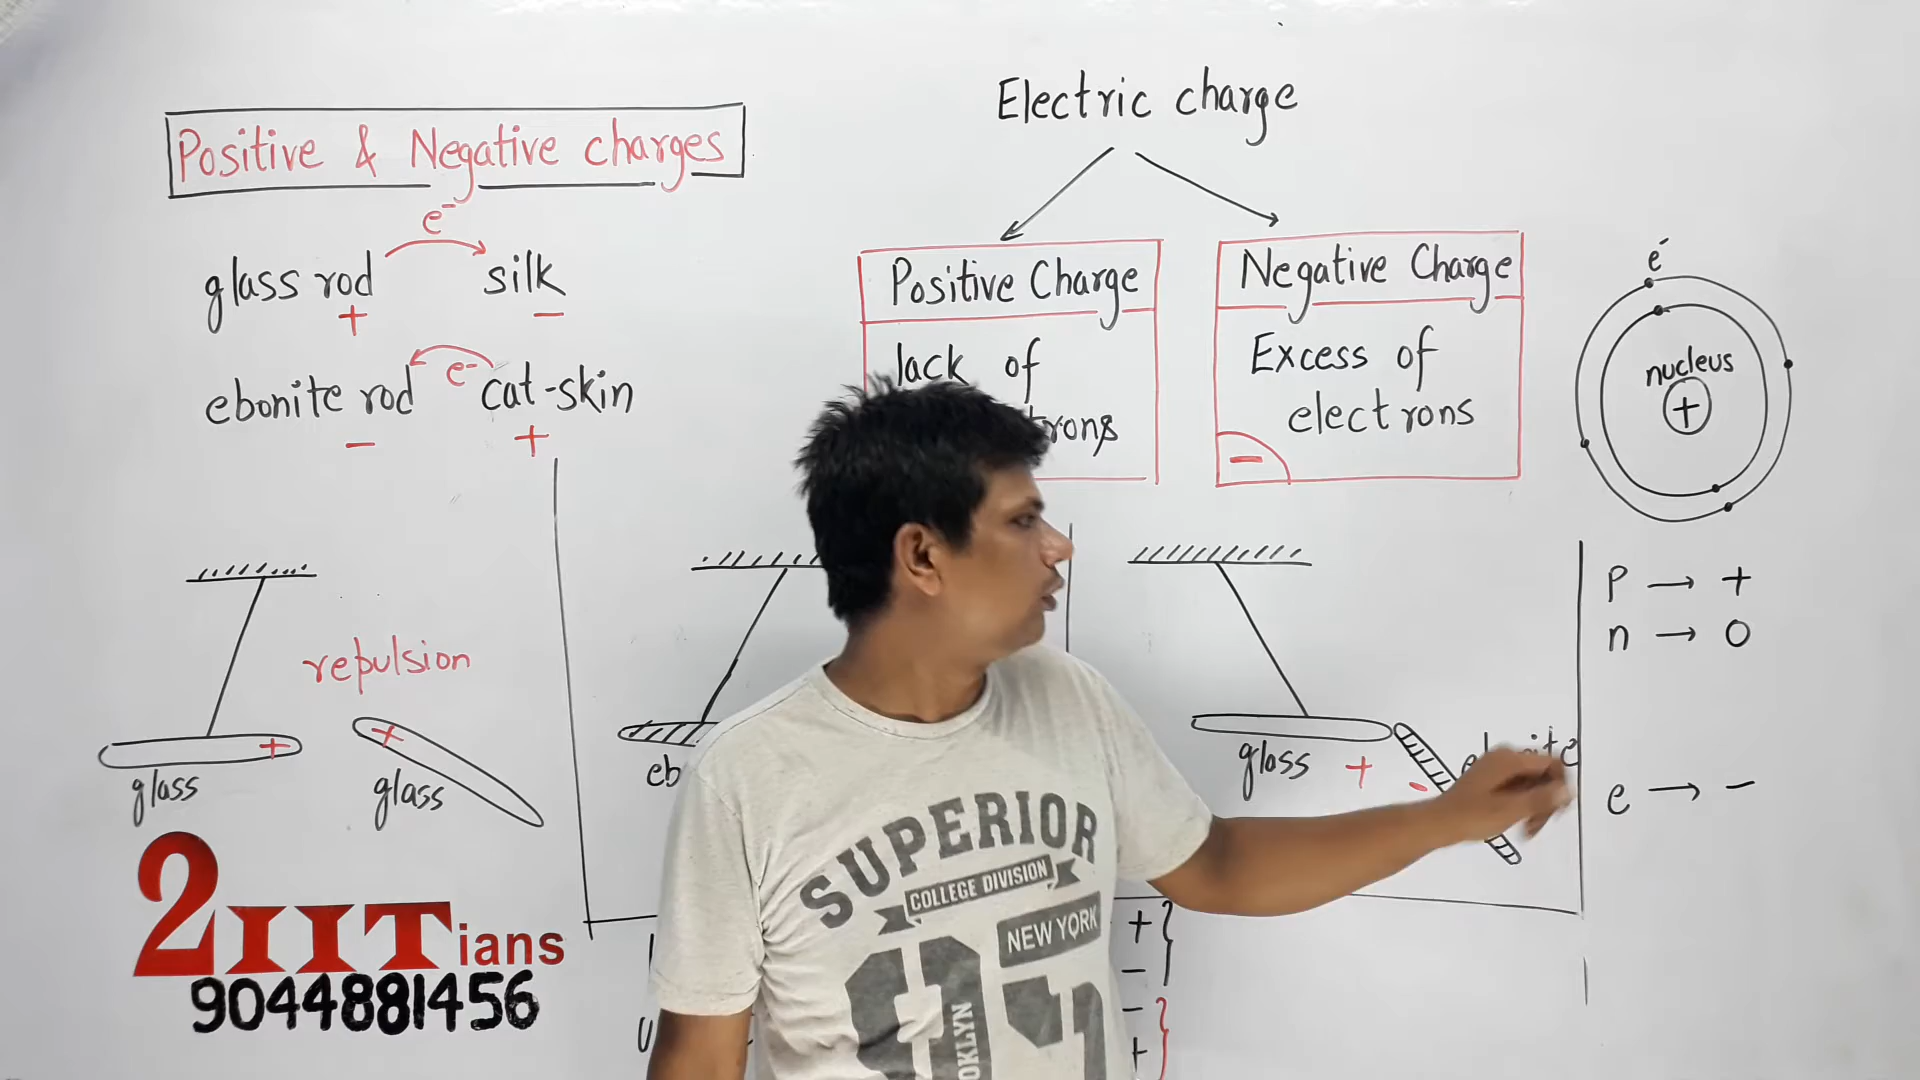 Electric charge
Positive & Negative charges
e⁻
glass rod silk
+ −
ebonite rod e⁻ cat-skin
− +
Positive Charge
lack of
Negative Charge
Excess of
electrons
−
e⁻
nucleus
+
repulsion
+ +
glass glass
glass
+ −
p → +
n → 0
e → −
+
−
−
+
2IITians
9044881456
SUPERIOR
COLLEGE DIVISION
NEW YORK